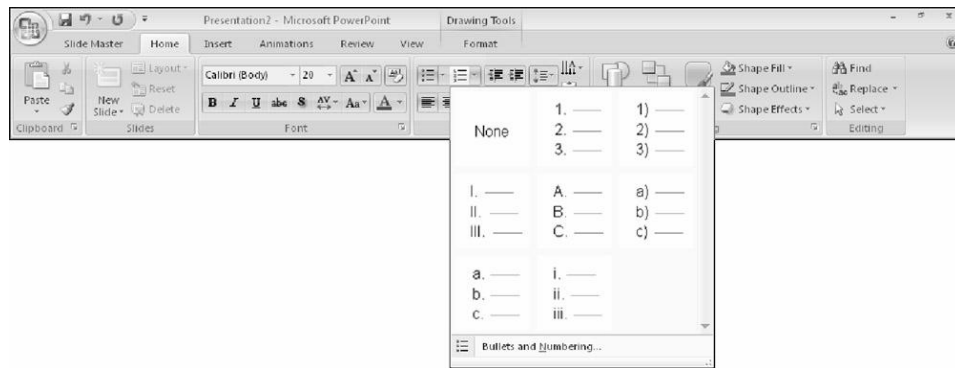 Presentation2 - Microsoft PowerPoint
Drawing Tools
Slide Master
Home
Insert
Animations
Review
View
Format
Paste
Clipboard
New
Slide
Layout
Reset
Delete
Slides
Calibri (Body)
20
A A
B I U abc S AV Aa A
Font
Shape Fill
Shape Outline
Shape Effects
Find
Replace
Select
Editing
None
1.
2.
3.
1)
2)
3)
I.
II.
III.
A.
B.
C.
a)
b)
c)
a.
b.
c.
i.
ii.
iii.
Bullets and Numbering...